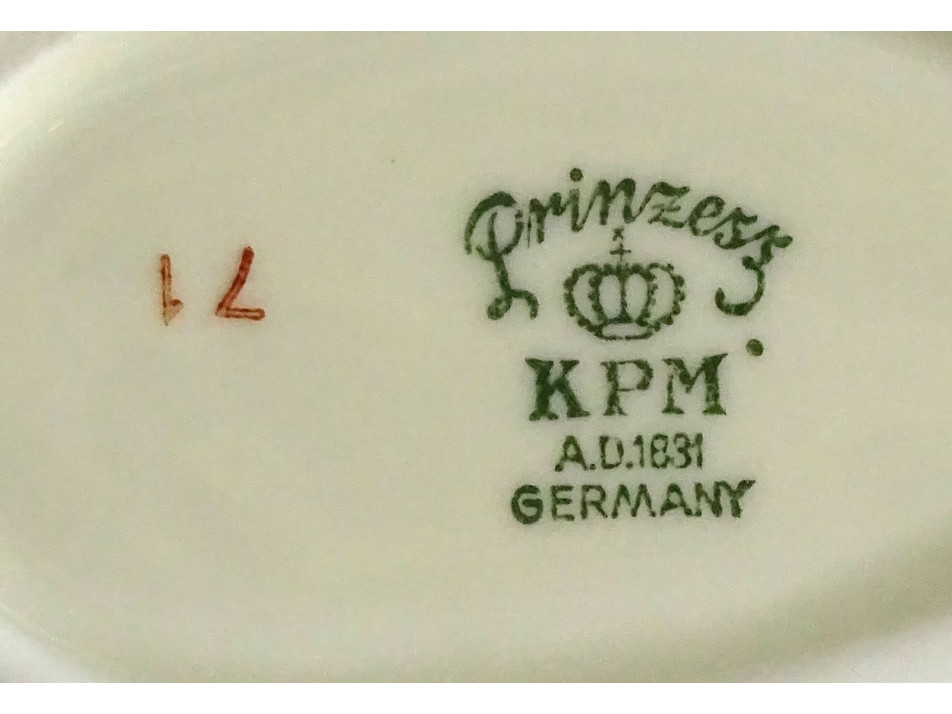 Prinzess
KPM
A.D.1831
GERMANY